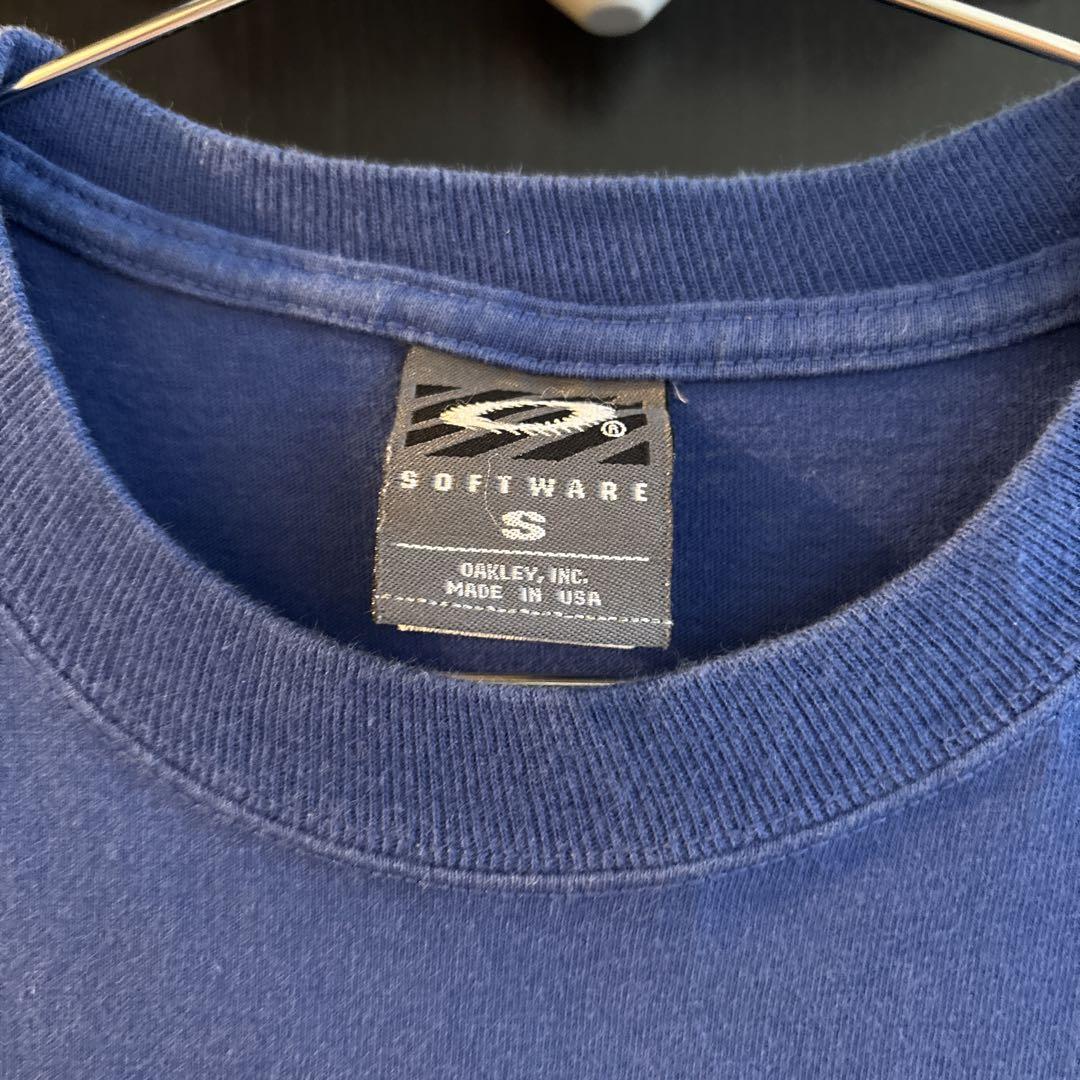 ®
SOFTWARE
S
OAKLEY, INC.
MADE IN USA